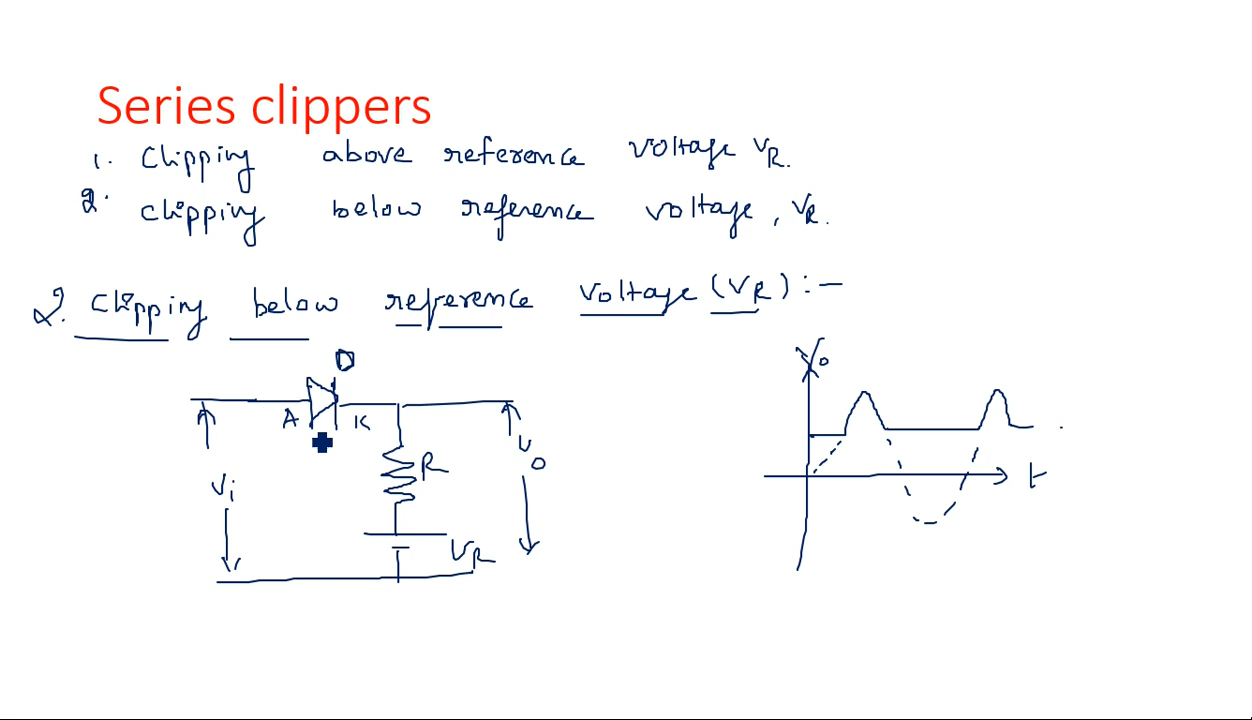 Series clippers
1. Clipping above reference voltage VR.
2. clipping below reference voltage, VR.
2. Clipping below reference voltage (VR) :-
D
A K
Vi
R
VR
Vo
Vo
t